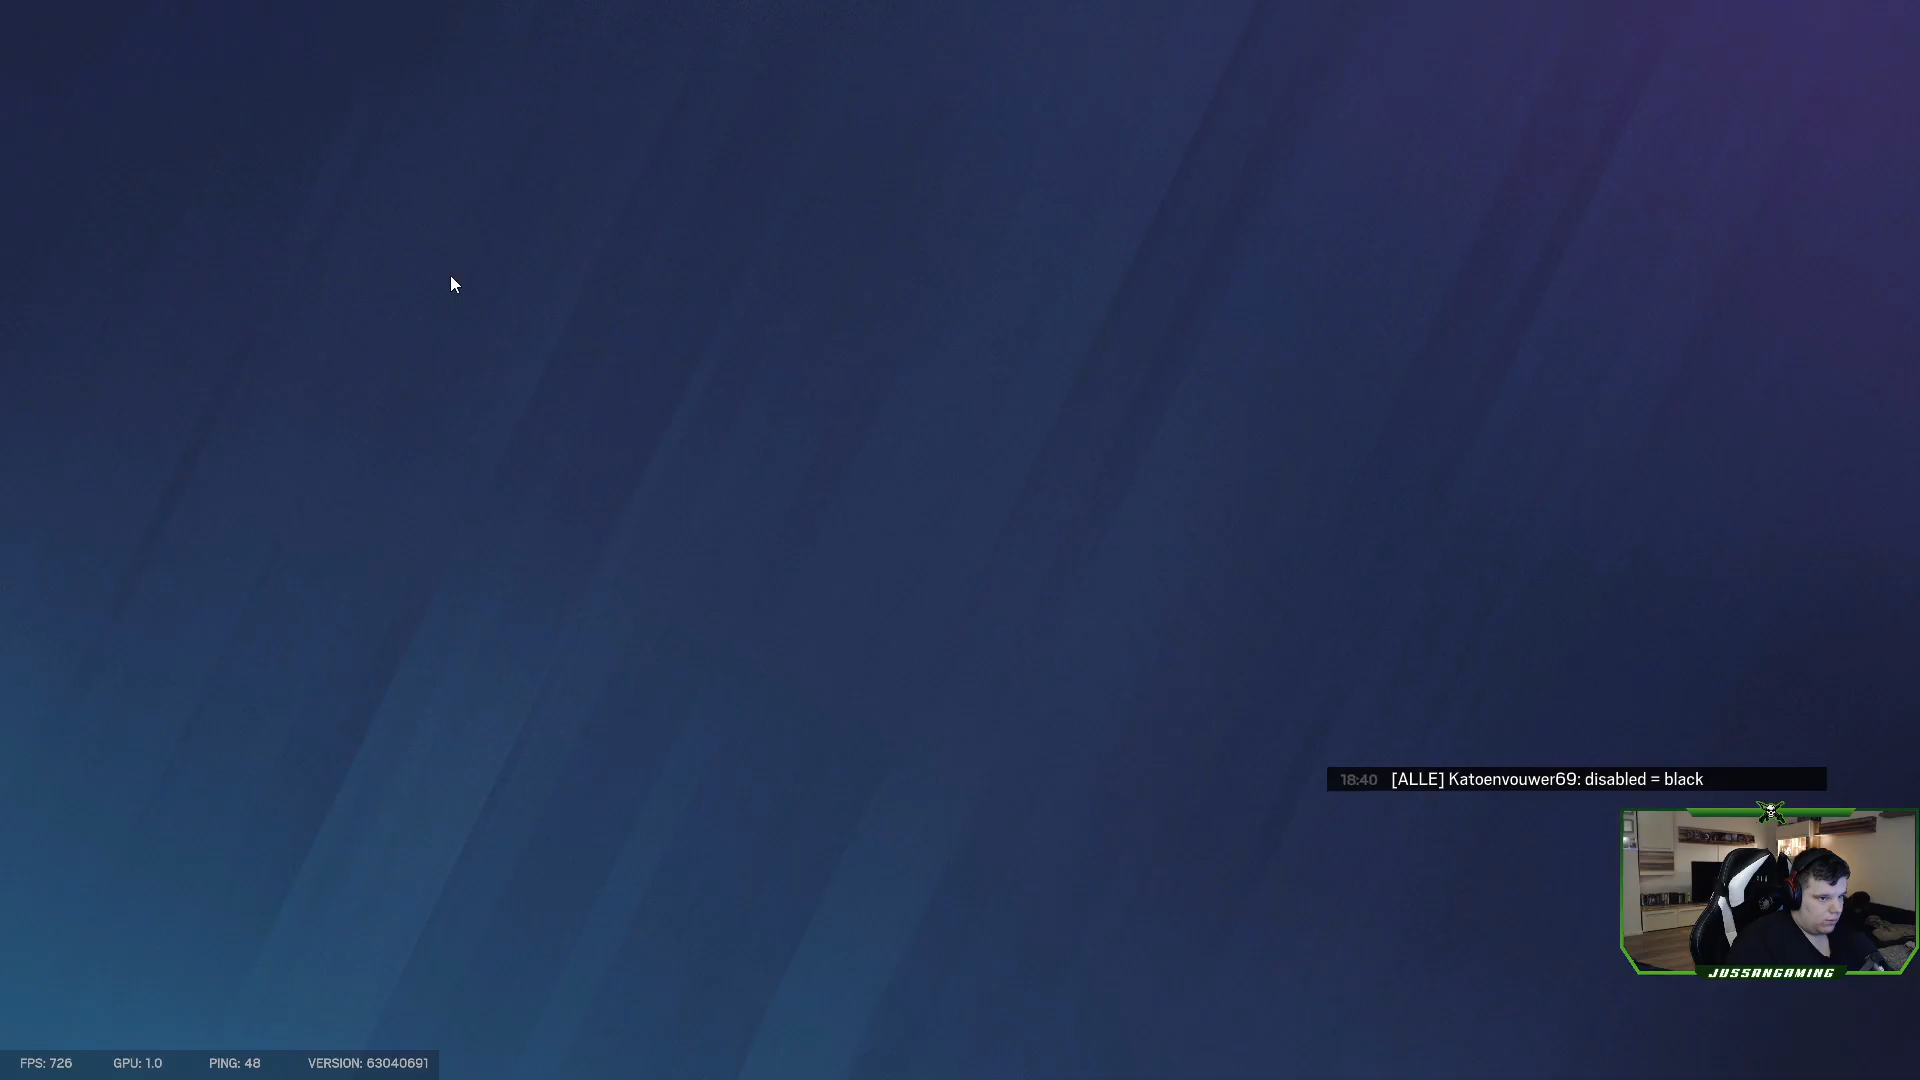 18:40 [ALLE] Katoenvouwer69: disabled = black
JUSSANGAMING
FPS: 726 GPU: 1.0 PING: 48 VERSION: 63040691